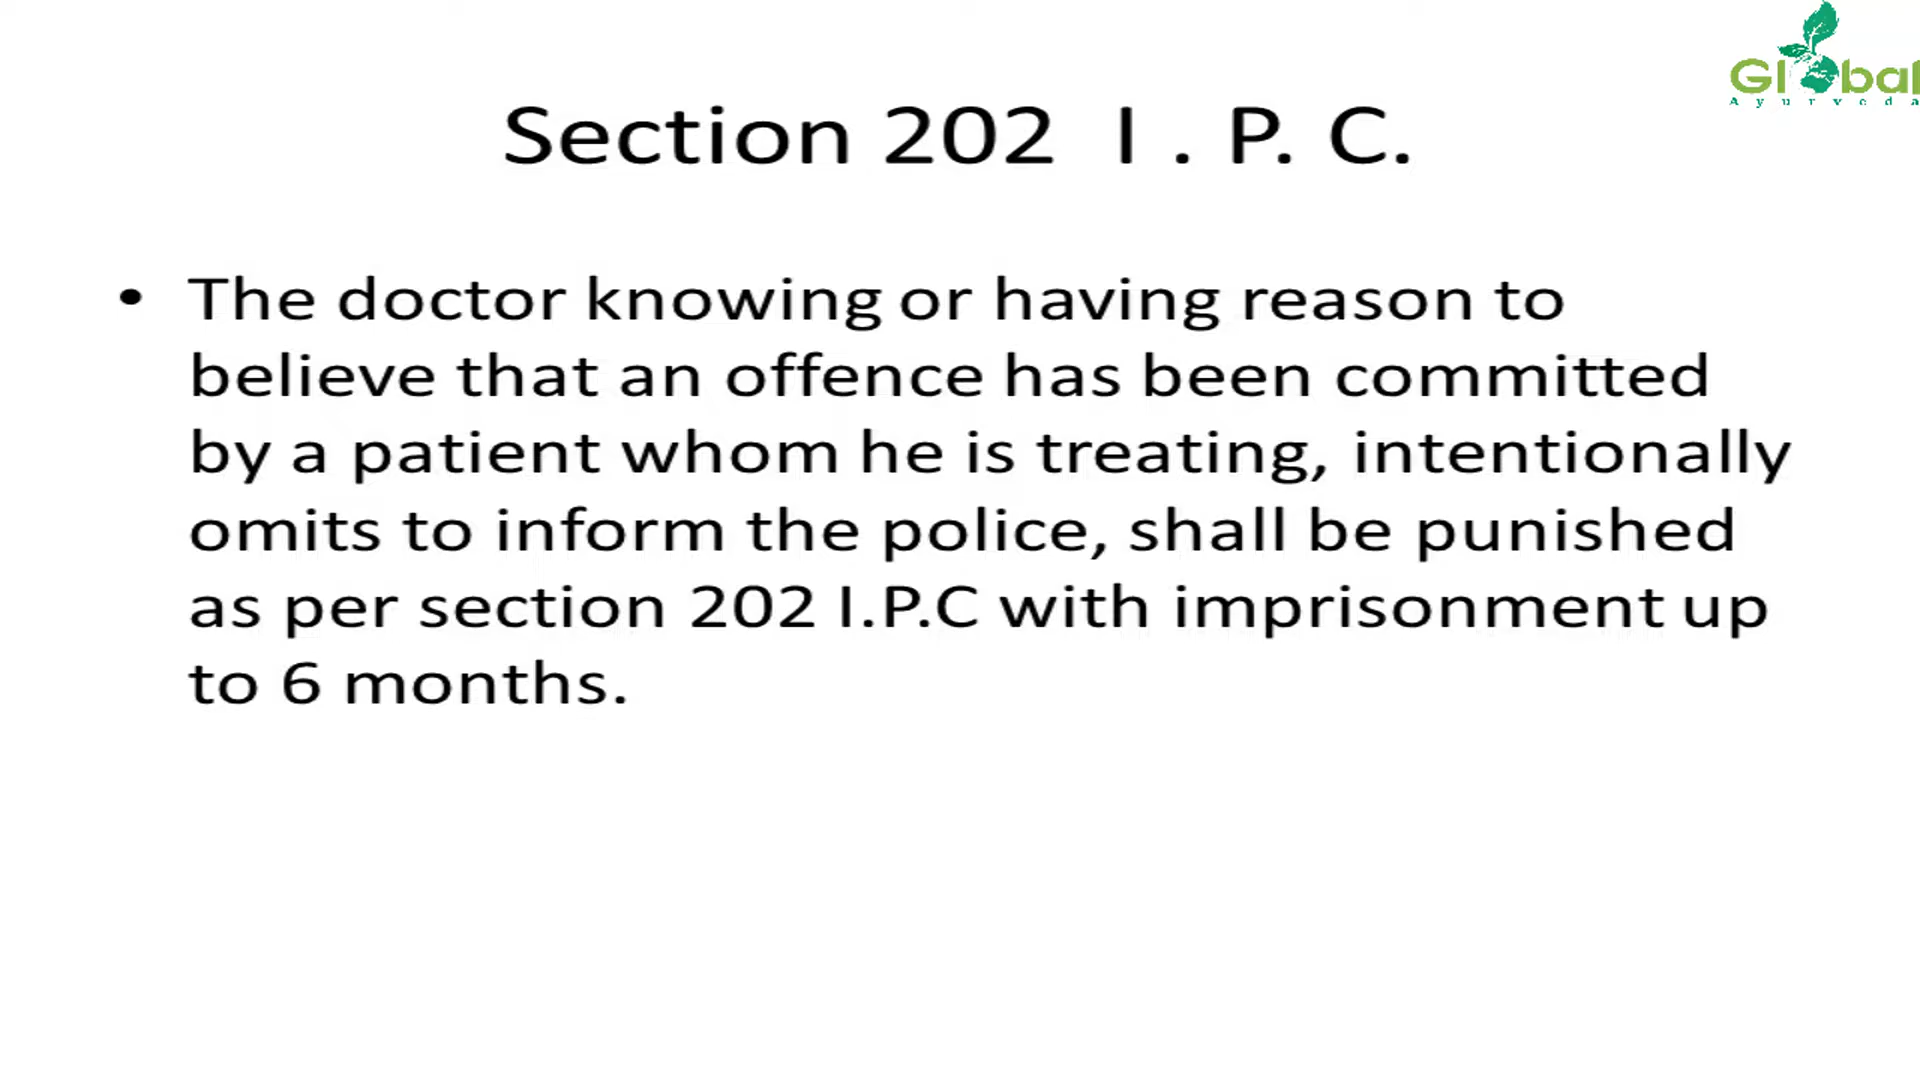 Global
Ayurveda
Section 202 I . P. C.
• The doctor knowing or having reason to
believe that an offence has been committed
by a patient whom he is treating, intentionally
omits to inform the police, shall be punished
as per section 202 I.P.C with imprisonment up
to 6 months.